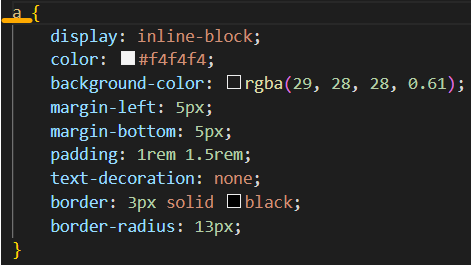 a {
display: inline-block;
color: #f4f4f4;
background-color: rgba(29, 28, 28, 0.61);
margin-left: 5px;
margin-bottom: 5px;
padding: 1rem 1.5rem;
text-decoration: none;
border: 3px solid black;
border-radius: 13px;
}